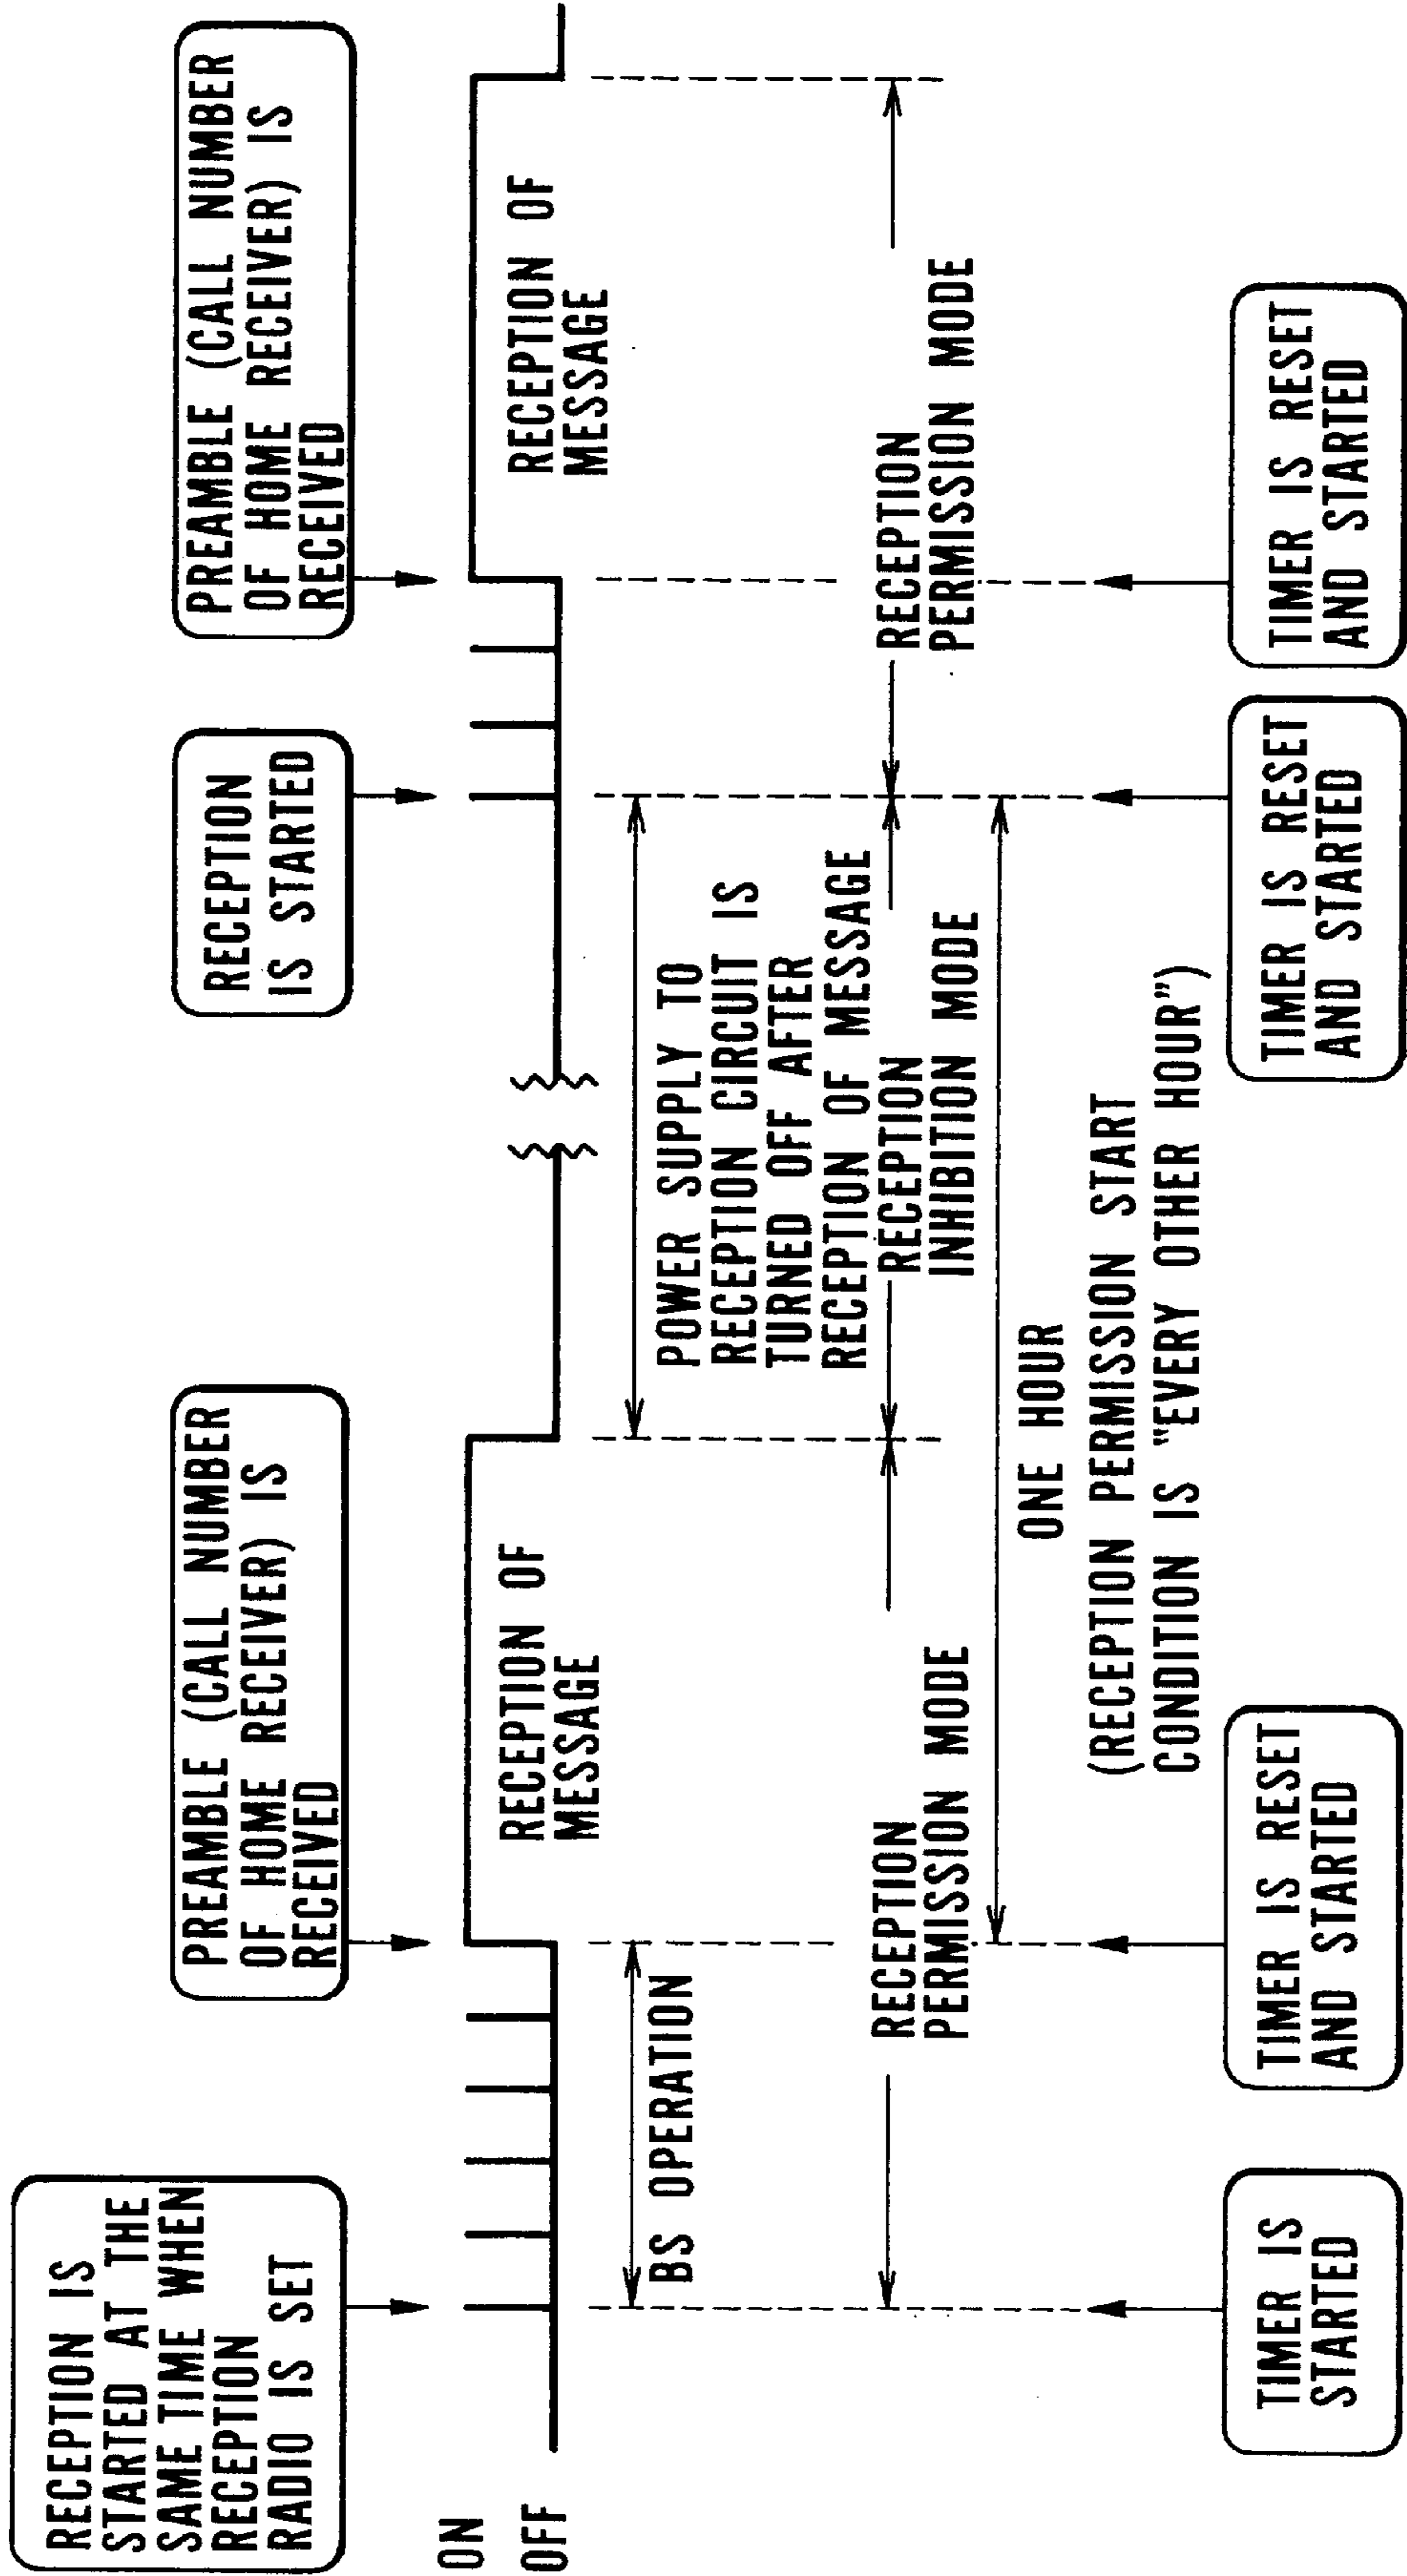 RECEPTION IS
STARTED AT THE
SAME TIME WHEN
RECEPTION
RADIO IS SET
PREAMBLE (CALL NUMBER
OF HOME RECEIVER) IS
RECEIVED
RECEPTION
IS STARTED
PREAMBLE (CALL NUMBER
OF HOME RECEIVER) IS
RECEIVED
ON
OFF
RECEPTION OF
MESSAGE
RECEPTION OF
MESSAGE
BS OPERATION
POWER SUPPLY TO
RECEPTION CIRCUIT IS
TURNED OFF AFTER
RECEPTION OF MESSAGE
RECEPTION
PERMISSION MODE
RECEPTION
INHIBITION MODE
RECEPTION
PERMISSION MODE
ONE HOUR
(RECEPTION PERMISSION START
CONDITION IS "EVERY OTHER HOUR")
TIMER IS
STARTED
TIMER IS RESET
AND STARTED
TIMER IS RESET
AND STARTED
TIMER IS RESET
AND STARTED